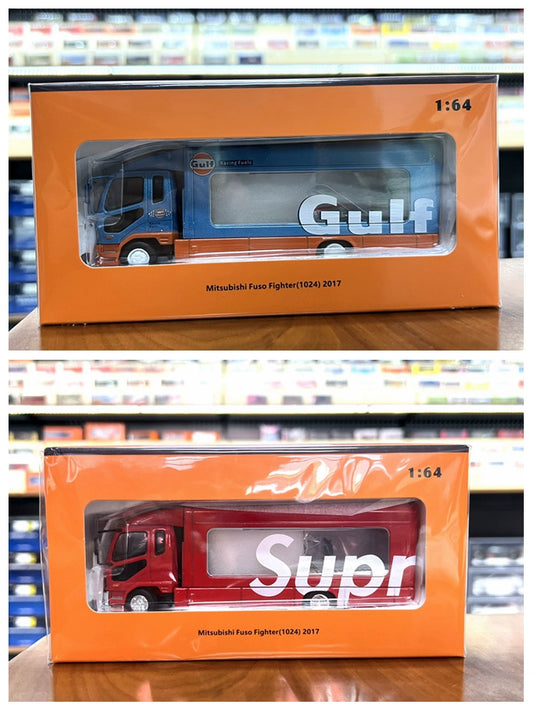 1:64
Gulf
Racing Fuels
Gulf
Mitsubishi Fuso Fighter(1024) 2017
1:64
Supr
Mitsubishi Fuso Fighter(1024) 2017